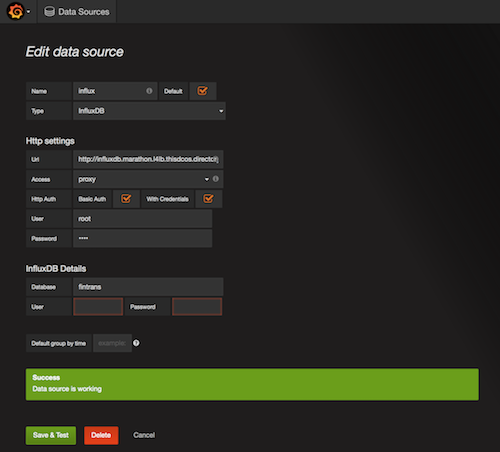 Data Sources
Edit data source
Name influx Default
Type InfluxDB
Http settings
Url http://influxdb.marathon.l4lb.thisdcos.directory
Access proxy
Http Auth Basic Auth With Credentials
User root
Password ••••
InfluxDB Details
Database fintrans
User Password
Default group by time example:
Success
Data source is working
Save & Test Delete Cancel